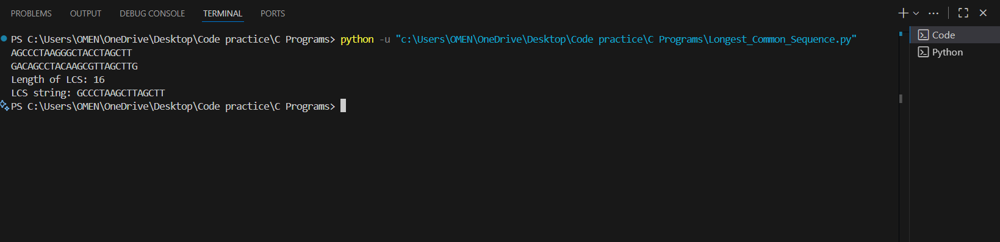 PROBLEMS OUTPUT DEBUG CONSOLE TERMINAL PORTS
PS C:\Users\OMEN\OneDrive\Desktop\Code practice\C Programs> python -u "c:\Users\OMEN\OneDrive\Desktop\Code practice\C Programs\Longest_Common_Sequence.py"
AGCCCTAAGGGCTACCTAGCTT
GACAGCCTACAAGCGTTAGCTTG
Length of LCS: 16
LCS string: GCCCTAAGCTTAGCTT
PS C:\Users\OMEN\OneDrive\Desktop\Code practice\C Programs>
Code
Python